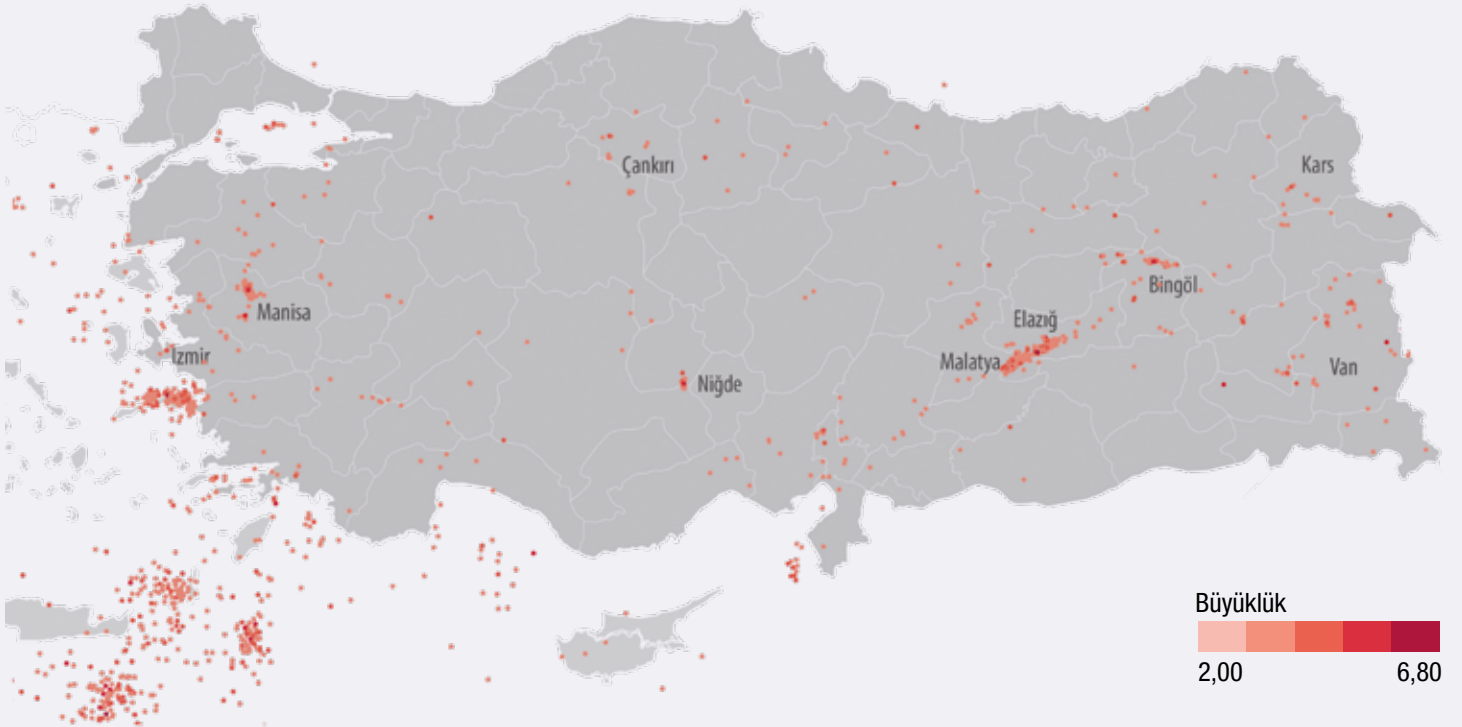 Çankırı
Kars
Bingöl
Manisa
Elazığ
İzmir
Malatya
Van
Niğde
Büyüklük
2,00 6,80